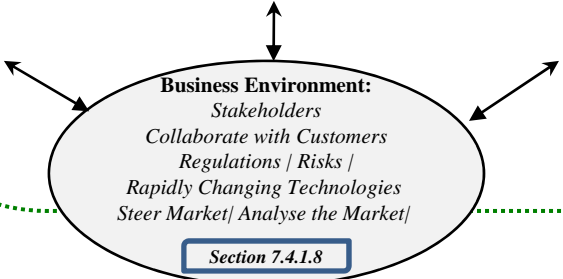 Business Environment:
Stakeholders
Collaborate with Customers
Regulations | Risks |
Rapidly Changing Technologies
Steer Market| Analyse the Market|
Section 7.4.1.8